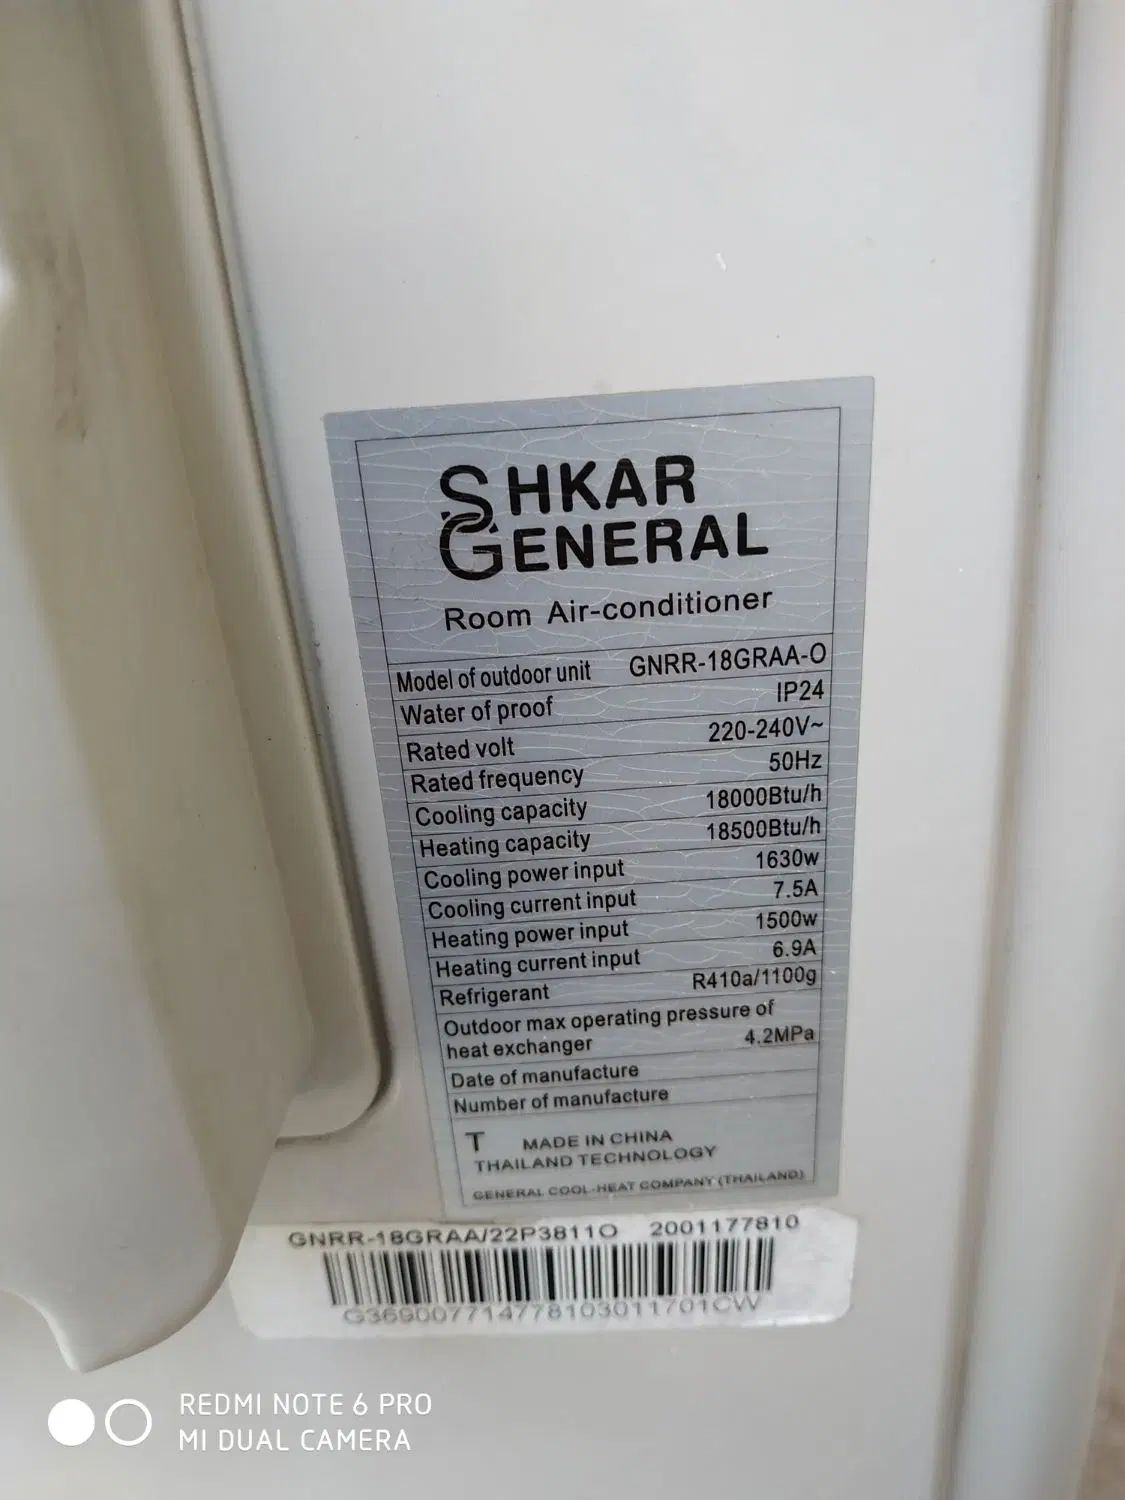 SHKAR
GENERAL
Room Air-conditioner
Model of outdoor unit GNRR-18GRAA-O
Water of proof IP24
Rated volt 220-240V~
Rated frequency 50Hz
Cooling capacity 18000Btu/h
Heating capacity 18500Btu/h
Cooling power input 1630w
Cooling current input 7.5A
Heating power input 1500w
Heating current input 6.9A
Refrigerant R410a/1100g
Outdoor max operating pressure of
heat exchanger 4.2MPa
Date of manufacture
Number of manufacture
T MADE IN CHINA
THAILAND TECHNOLOGY
GENERAL COOL-HEAT COMPANY (THAILAND)
GNRR-18GRAA/22P3811O 2001177810
G369007714778103011701CW
REDMI NOTE 6 PRO
MI DUAL CAMERA